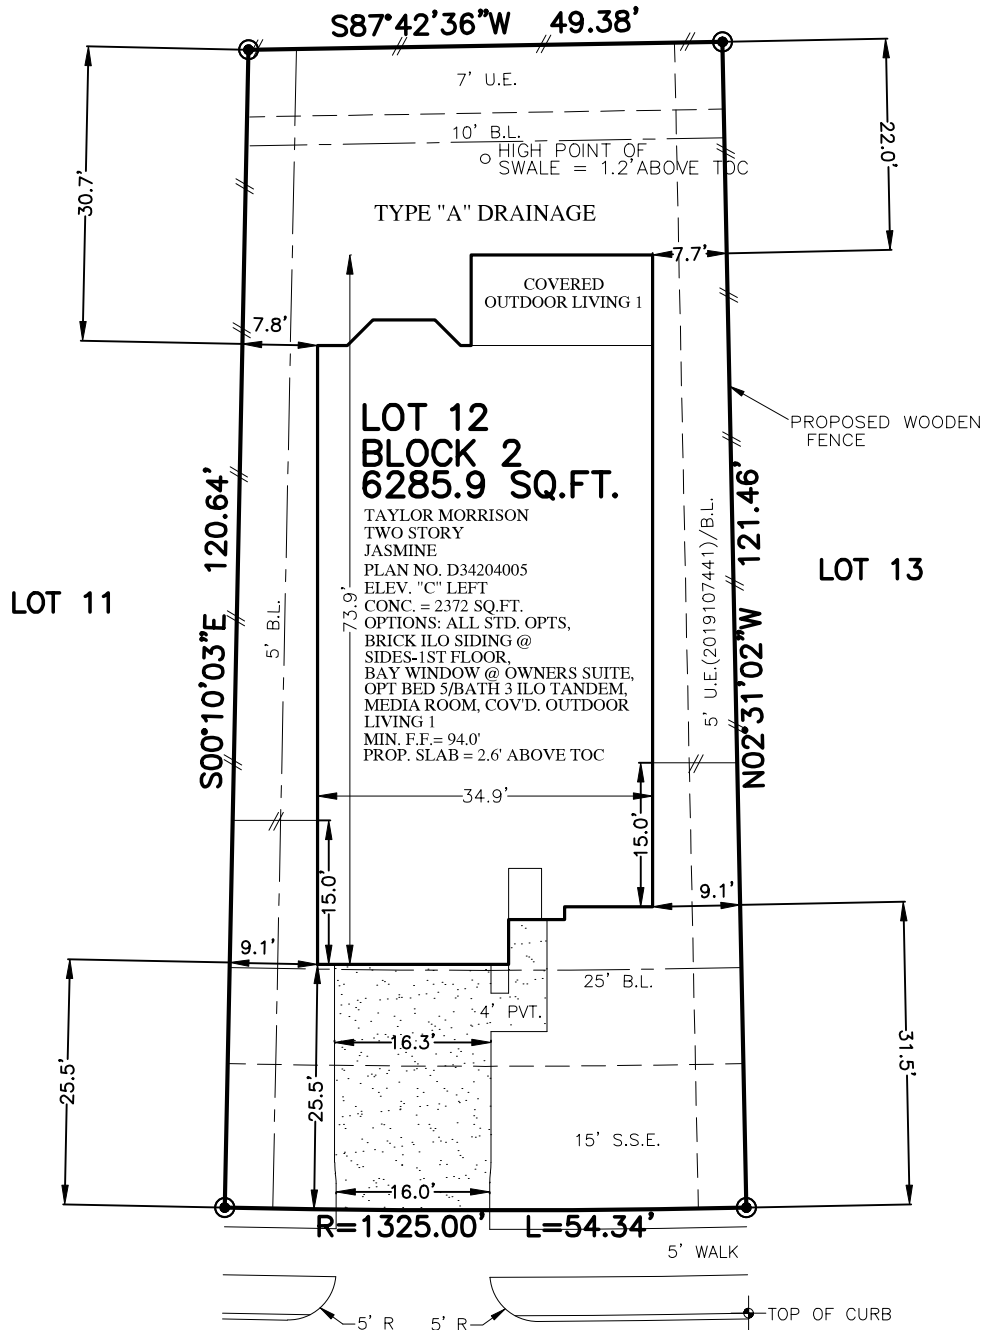 S87°42'36"W 49.38'
7' U.E.
10' B.L.
HIGH POINT OF
SWALE = 1.2' ABOVE TOC
22.0'
30.7'
TYPE "A" DRAINAGE
7.7'
COVERED
OUTDOOR LIVING 1
7.8'
PROPOSED WOODEN
FENCE
LOT 12
BLOCK 2
6285.9 SQ.FT.
TAYLOR MORRISON
TWO STORY
JASMINE
PLAN NO. D34204005
ELEV. "C" LEFT
CONC. = 2372 SQ.FT.
OPTIONS: ALL STD. OPTS,
BRICK ILO SIDING @
SIDES-1ST FLOOR,
BAY WINDOW @ OWNERS SUITE,
OPT BED 5/BATH 3 ILO TANDEM,
MEDIA ROOM, COV'D. OUTDOOR
LIVING 1
MIN. F.F.= 94.0'
PROP. SLAB = 2.6' ABOVE TOC
LOT 11
S00°10'03"E 120.64'
5' B.L.
73.9'
5' U.E.(2019107441)/B.L.
N02°31'02"W 121.46'
LOT 13
34.9'
15.0'
15.0'
9.1'
9.1'
25' B.L.
4' PVT.
16.3'
25.5'
25.5'
31.5'
15' S.S.E.
16.0'
R=1325.00' L=54.34'
5' WALK
5' R
5' R
TOP OF CURB